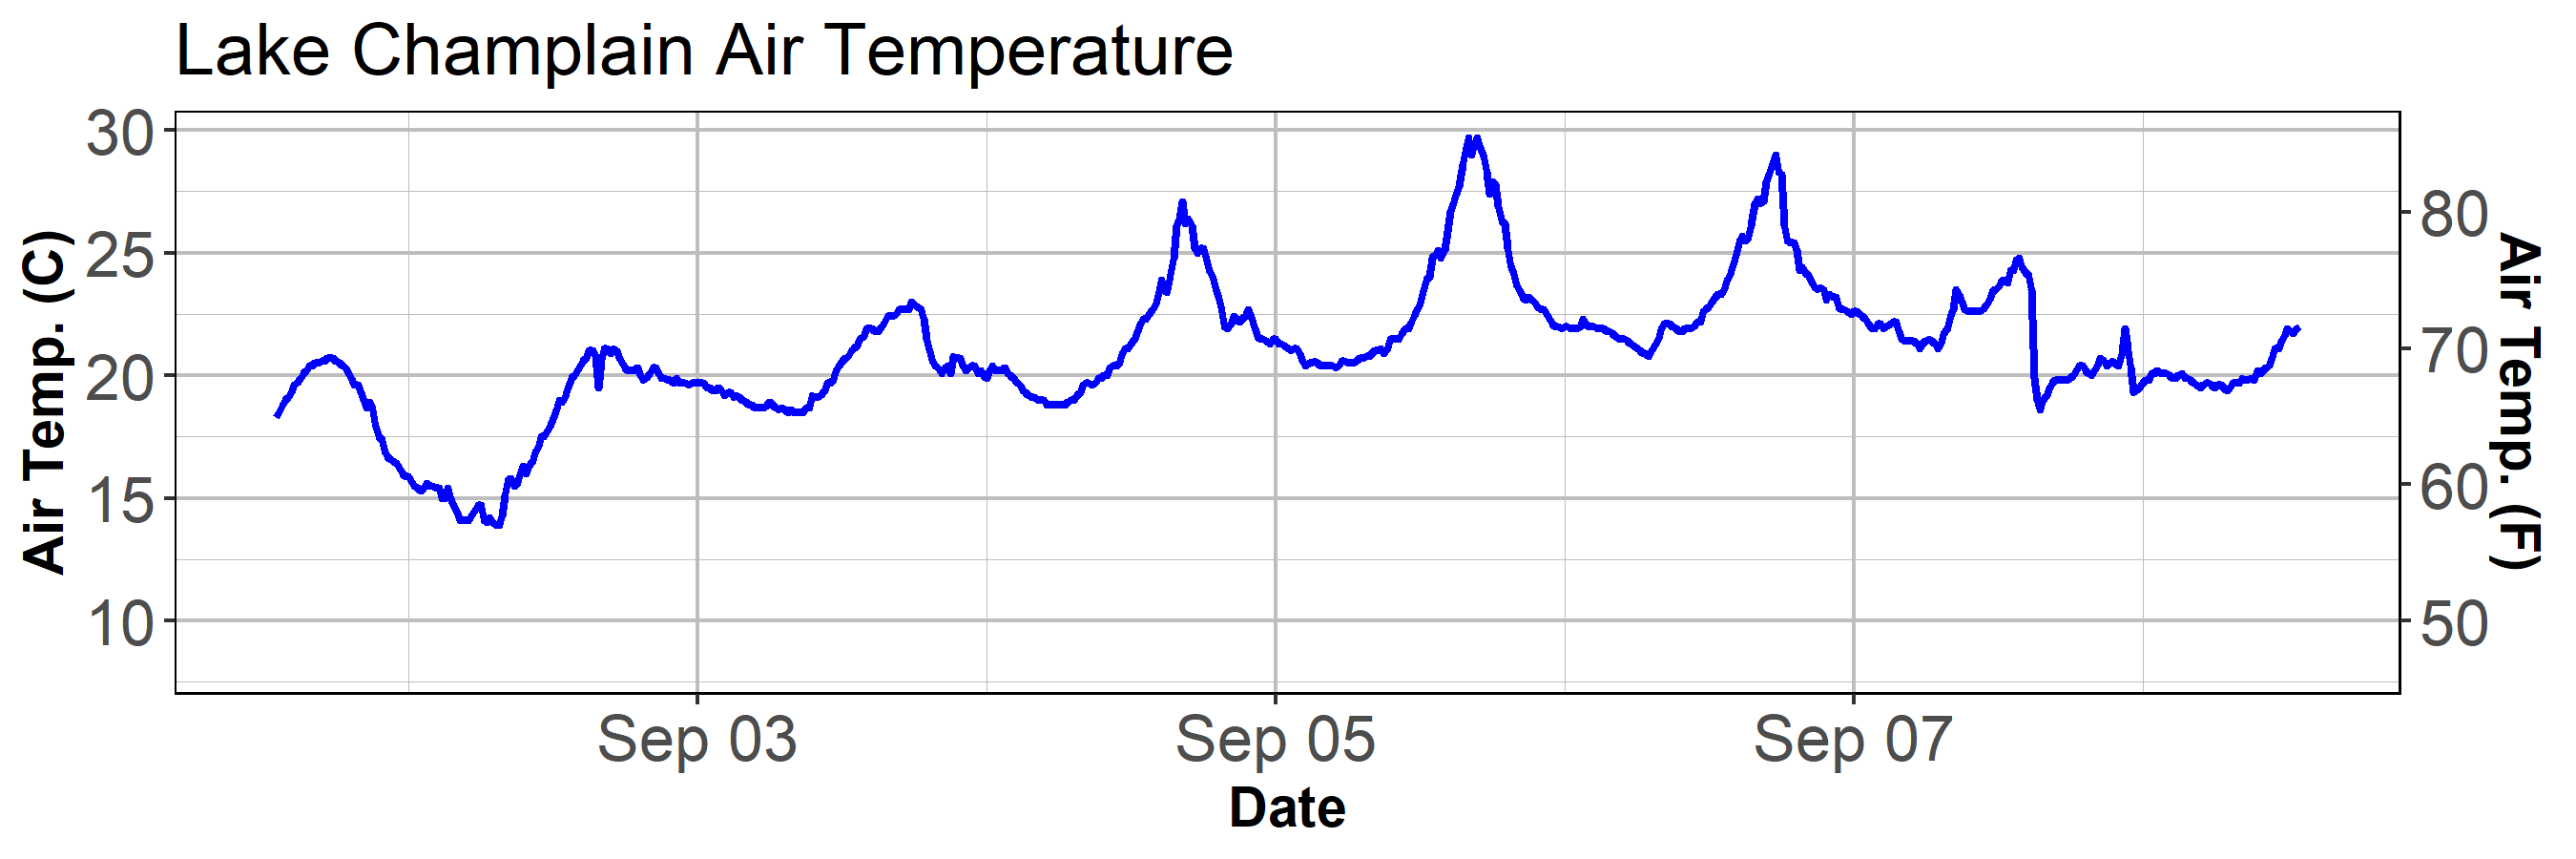 Lake Champlain Air Temperature
Air Temp. (C)
30
25
20
15
10
80
70
60
50
Air Temp. (F)
Sep 03 Sep 05 Sep 07
Date